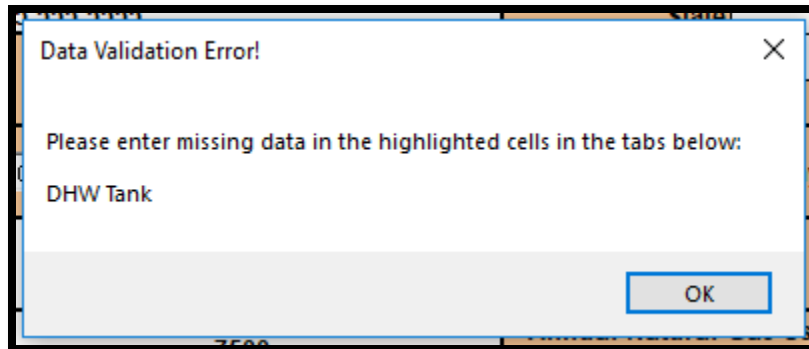 Data Validation Error!
Please enter missing data in the highlighted cells in the tabs below:
DHW Tank
OK